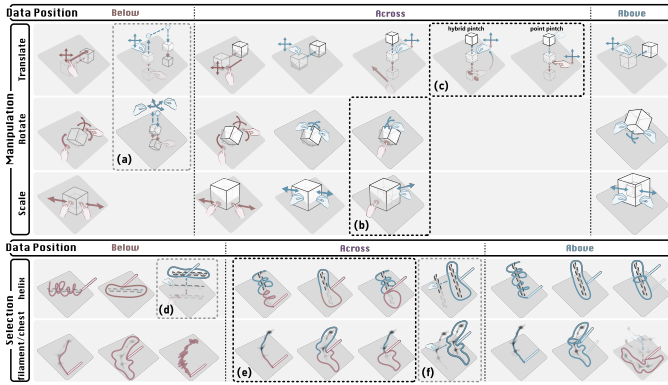 Data Position Below Across Above
Manipulation
Translate
hybrid pintch point pintch
(c)
Rotate
(a)
Scale
(b)
Data Position Below Across Above
Selection
helix
(d)
filament/chest
(e) (f)